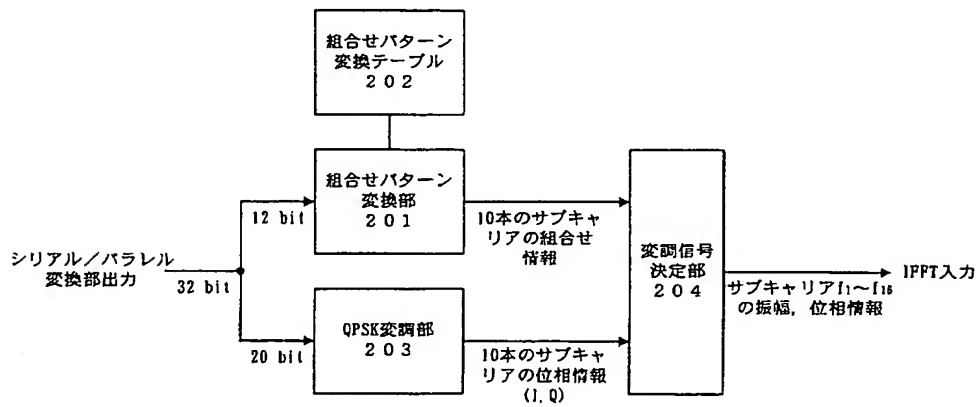 組合せパターン
変換テーブル
２０２
組合せパターン
変換部
２０１
12 bit
10本のサブキャ
リアの組合せ
情報
シリアル／パラレル
変換部出力
32 bit
変調信号
決定部
２０４
IFFT入力
サブキャリアf1～f16
の振幅，位相情報
QPSK変調部
２０３
20 bit
10本のサブキャ
リアの位相情報
(I,Q)